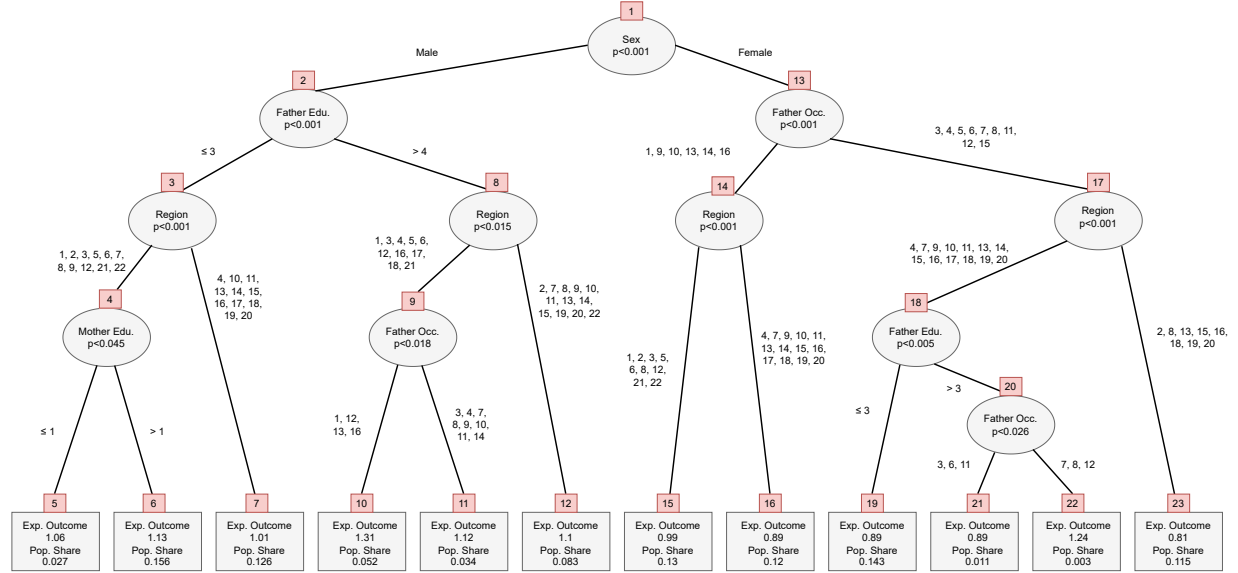 1
Sex
p<0.001
Male
Female
2
Father Edu.
p<0.001
13
Father Occ.
p<0.001
≤ 3
> 4
1, 9, 10, 13, 14, 16
3, 4, 5, 6, 7, 8, 11,
12, 15
3
Region
p<0.001
8
Region
p<0.015
14
Region
p<0.001
17
Region
p<0.001
1, 2, 3, 5, 6, 7,
8, 9, 12, 21, 22
4, 10, 11,
13, 14, 15,
16, 17, 18,
19, 20
1, 3, 4, 5, 6,
12, 16, 17,
18, 21
2, 7, 8, 9, 10,
11, 13, 14,
15, 19, 20, 22
1, 2, 3, 5,
6, 8, 12,
21, 22
4, 7, 9, 10, 11,
13, 14, 15, 16,
17, 18, 19, 20
4, 7, 9, 10, 11, 13, 14,
15, 16, 17, 18, 19, 20
2, 8, 13, 15, 16,
18, 19, 20
4
Mother Edu.
p<0.045
9
Father Occ.
p<0.018
18
Father Edu.
p<0.005
≤ 1
> 1
1, 12,
13, 16
3, 4, 7,
8, 9, 10,
11, 14
≤ 3
> 3
20
Father Occ.
p<0.026
3, 6, 11
7, 8, 12
5
Exp. Outcome
1.06
Pop. Share
0.027
6
Exp. Outcome
1.13
Pop. Share
0.156
7
Exp. Outcome
1.01
Pop. Share
0.126
10
Exp. Outcome
1.31
Pop. Share
0.052
11
Exp. Outcome
1.12
Pop. Share
0.034
12
Exp. Outcome
1.1
Pop. Share
0.083
15
Exp. Outcome
0.99
Pop. Share
0.13
16
Exp. Outcome
0.89
Pop. Share
0.12
19
Exp. Outcome
0.89
Pop. Share
0.143
21
Exp. Outcome
0.89
Pop. Share
0.011
22
Exp. Outcome
1.24
Pop. Share
0.003
23
Exp. Outcome
0.81
Pop. Share
0.115